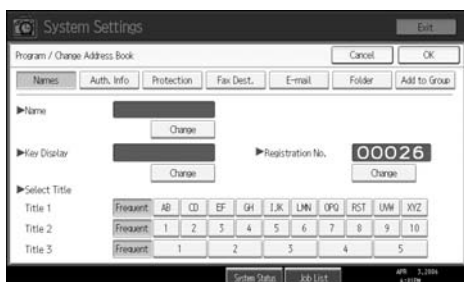 System Settings Exit
Program / Change Address Book Cancel OK
Names Auth. Info Protection Fax Dest. E-mail Folder Add to Group
▶Name
Change
▶Key Display ▶Registration No. 00026
Change Change
▶Select Title
Title 1 Frequent AB CD EF GH IJK LMN OPQ RST UVW XYZ
Title 2 Frequent 1 2 3 4 5 6 7 8 9 10
Title 3 Frequent 1 2 3 4 5
System Status Job List APR 3,2006